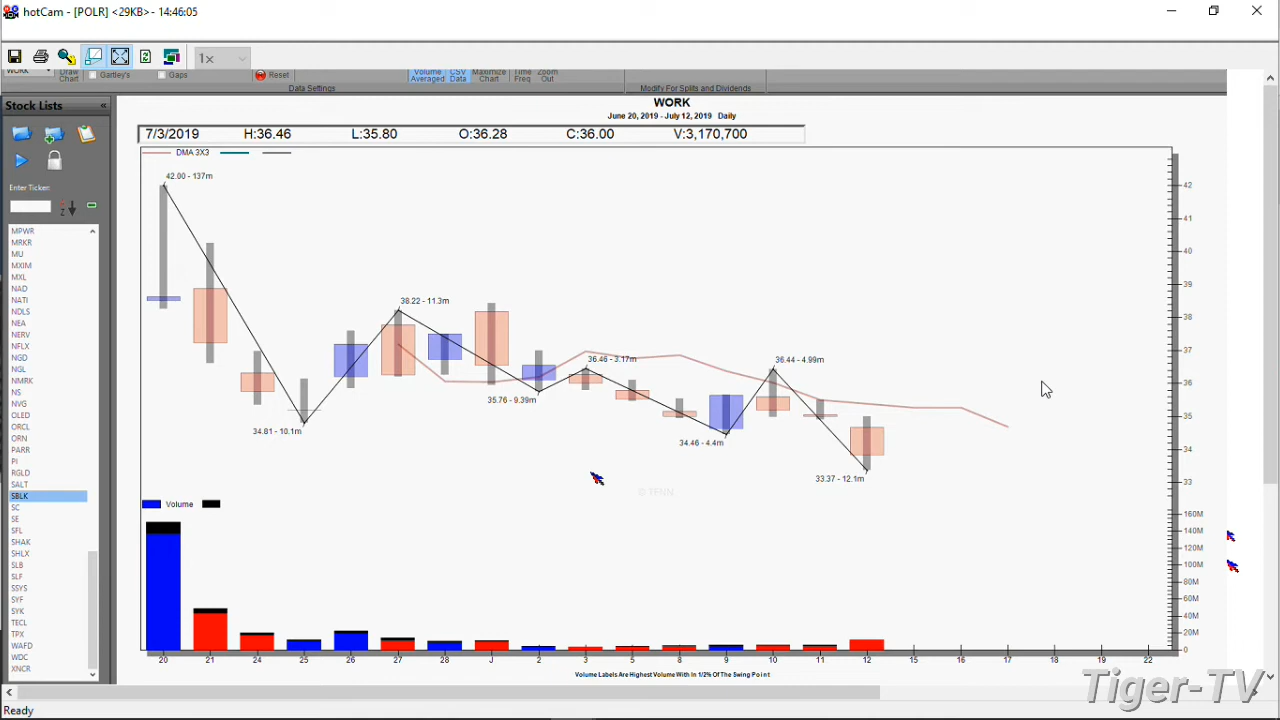 hotCam - [POLR] <29KB> - 14:46:05
1x
WORK
Draw Chart
Gartley's
Gaps
Reset
Volume Averaged
CSV Data
Maximize Chart
Time Freq
Zoom Out
Data Settings
Modify For Splits and Dividends
Stock Lists «
WORK
June 20, 2019 - July 12, 2019 Daily
7/3/2019 H:36.46 L:35.80 O:36.28 C:36.00 V:3,170,700
DMA 3X3
Enter Ticker:
MPWR
MRKR
MU
MXIM
MXL
NAD
NATI
NDLS
NEA
NERV
NFLX
NGD
NGL
NMRK
NS
NVG
OLED
ORCL
ORN
PARR
PI
RGLD
SALT
SBLK
SC
SE
SFL
SHAK
SHLX
SLB
SLF
SSYS
SYF
SYK
TECL
TPX
WAFD
WDC
XNCR
42.00 - 137m
34.81 - 10.1m
38.22 - 11.3m
35.76 - 9.39m
36.46 - 3.17m
34.46 - 4.4m
36.44 - 4.99m
33.37 - 12.1m
42
41
40
39
38
37
36
35
34
33
Volume
160M
140M
120M
100M
80M
60M
40M
20M
0
20 21 24 25 26 27 28 1 2 3 5 8 9 10 11 12 15 16 17 18 19 22
Volume Labels Are Highest Volume With In 1/2% Of The Swing Point
Tiger-TV
Ready